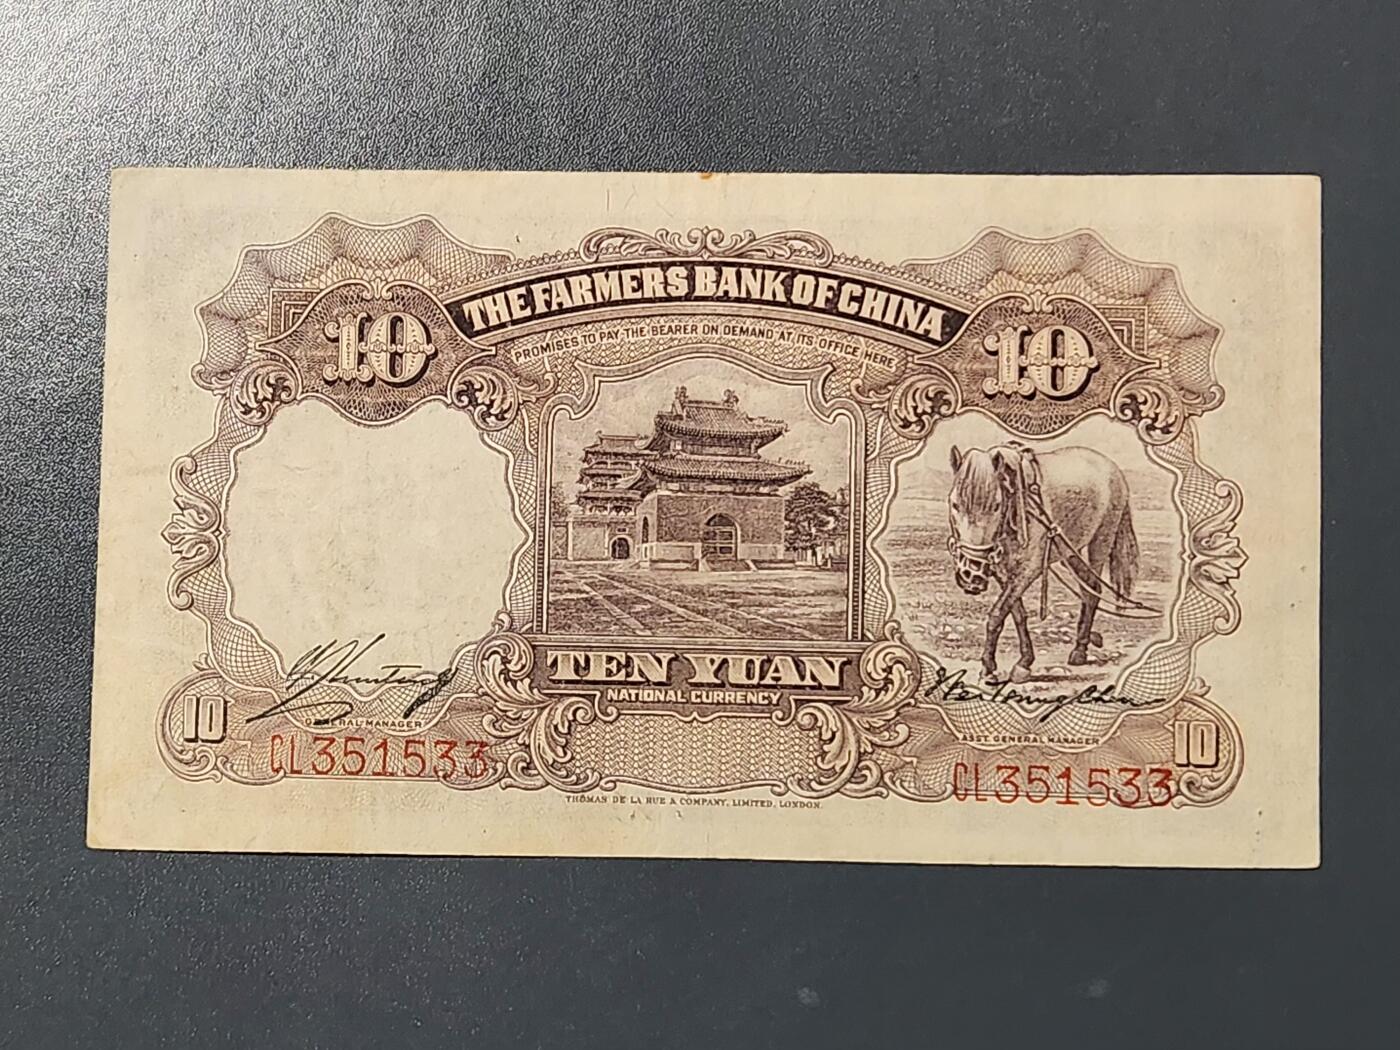 THE FARMERS BANK OF CHINA
PROMISES TO PAY THE BEARER ON DEMAND AT ITS OFFICE HERE
10
10
TEN YUAN
NATIONAL CURRENCY
10
GENERAL MANAGER
ASST. GENERAL MANAGER
10
CL351533
CL351533
THOMAS DE LA RUE & COMPANY, LIMITED, LONDON.